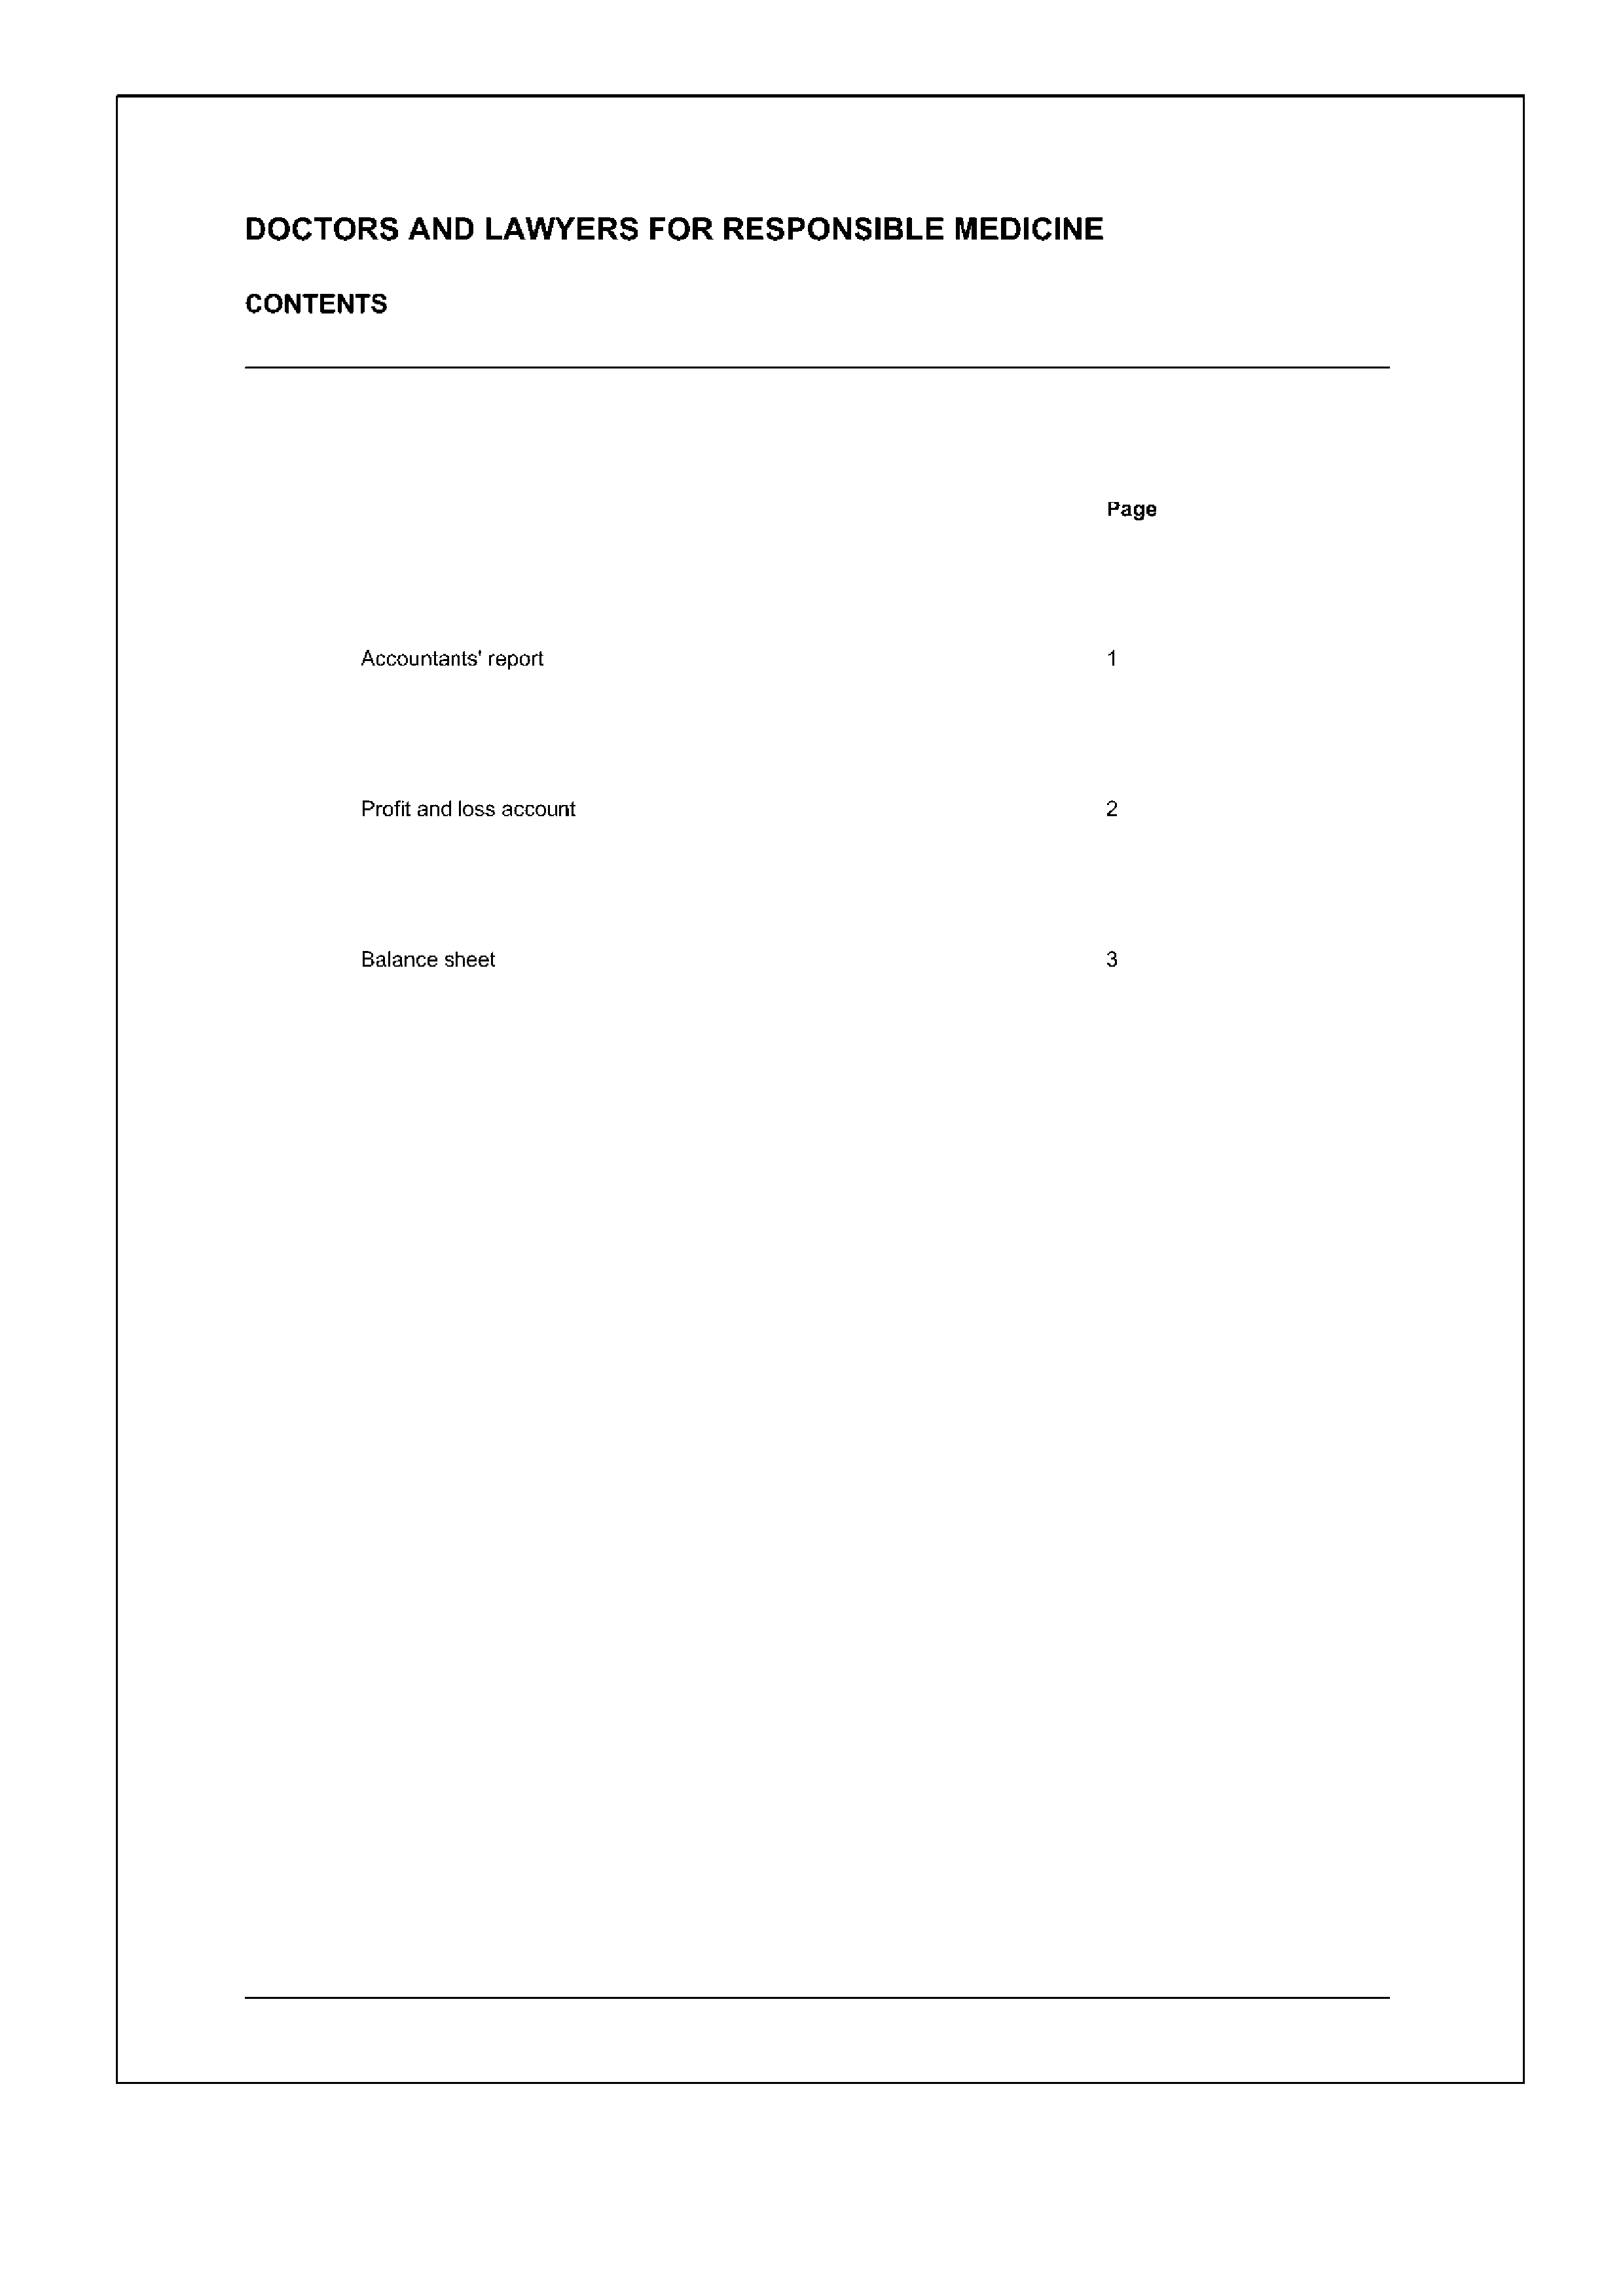 DOCTORS AND LAWYERS FOR RESPONSIBLE MEDICINE
CONTENTS
Page
Accountants' report 1
Profit and loss account 2
Balance sheet 3